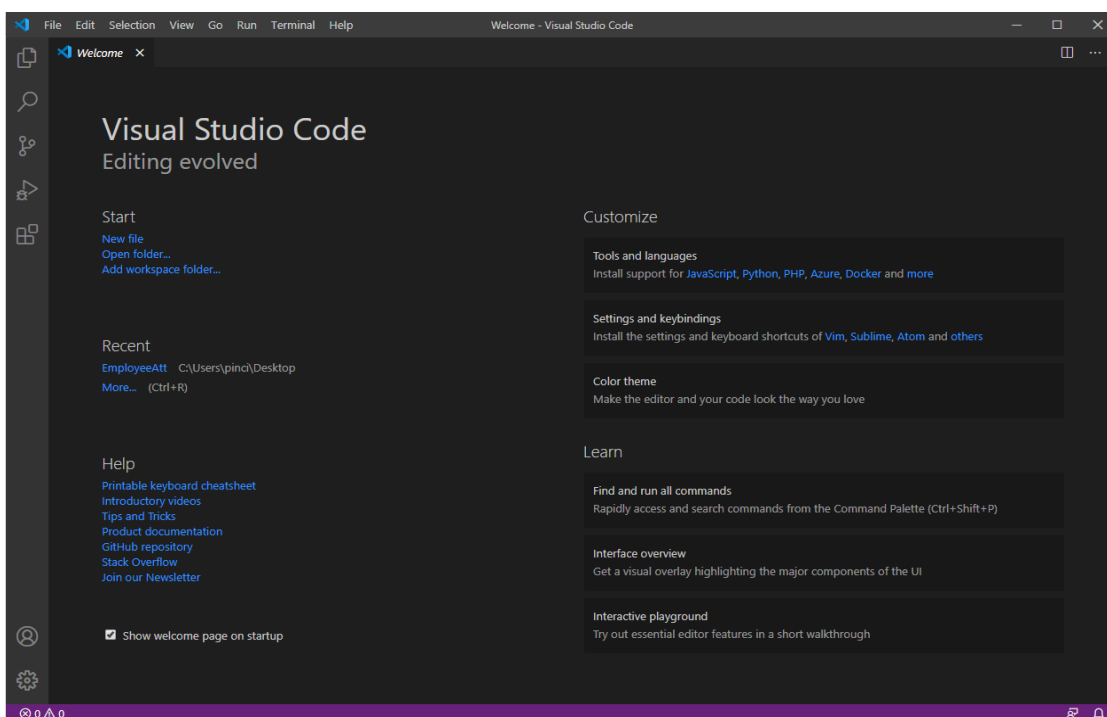 File Edit Selection View Go Run Terminal Help
Welcome - Visual Studio Code
Welcome
Visual Studio Code
Editing evolved
Start
New file
Open folder...
Add workspace folder...
Recent
EmployeeAtt C:\Users\pinci\Desktop
More... (Ctrl+R)
Help
Printable keyboard cheatsheet
Introductory videos
Tips and Tricks
Product documentation
GitHub repository
Stack Overflow
Join our Newsletter
Show welcome page on startup
Customize
Tools and languages
Install support for JavaScript, Python, PHP, Azure, Docker and more
Settings and keybindings
Install the settings and keyboard shortcuts of Vim, Sublime, Atom and others
Color theme
Make the editor and your code look the way you love
Learn
Find and run all commands
Rapidly access and search commands from the Command Palette (Ctrl+Shift+P)
Interface overview
Get a visual overlay highlighting the major components of the UI
Interactive playground
Try out essential editor features in a short walkthrough
0 0